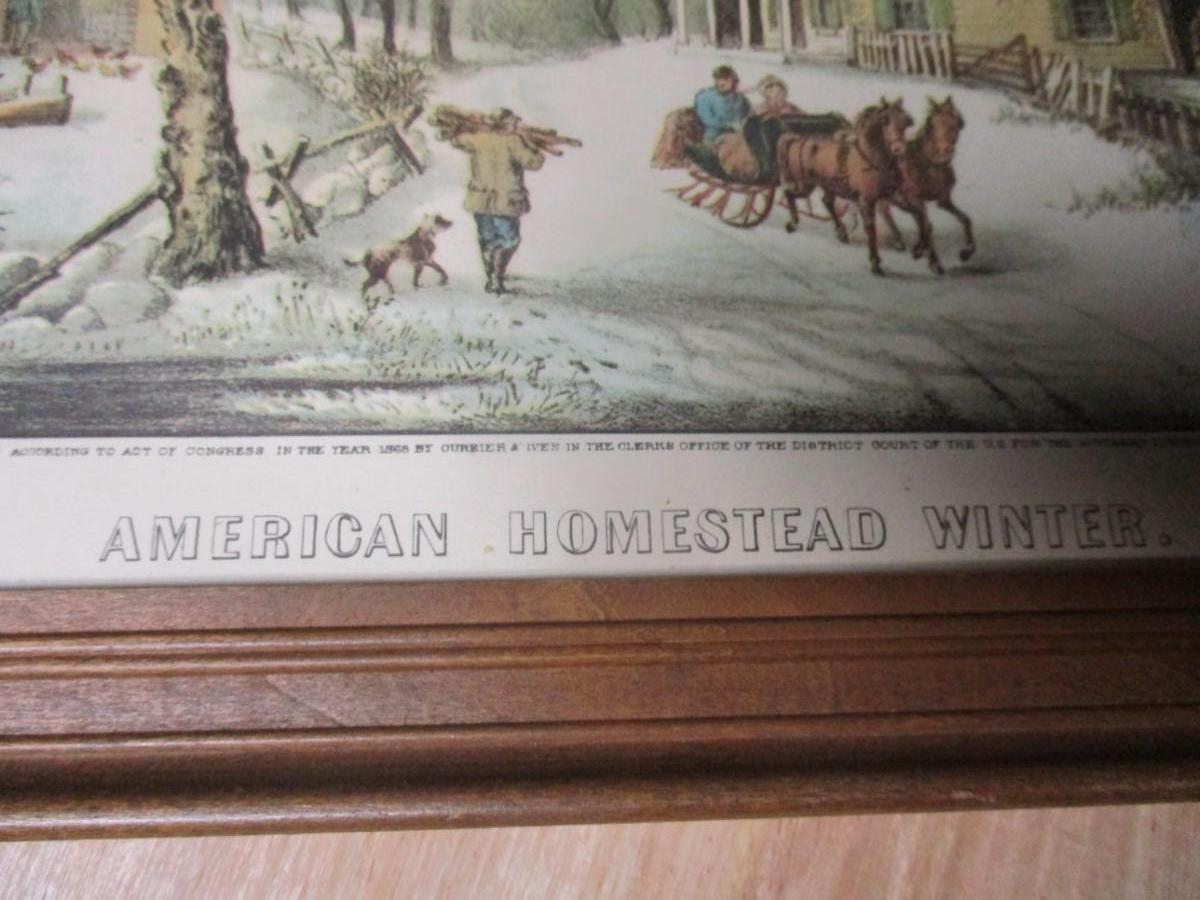 ACCORDING TO ACT OF CONGRESS IN THE YEAR 1868 BY CURRIER & IVES IN THE CLERKS OFFICE OF THE DISTRICT COURT OF THE U.S FOR THE
AMERICAN HOMESTEAD WINTER.